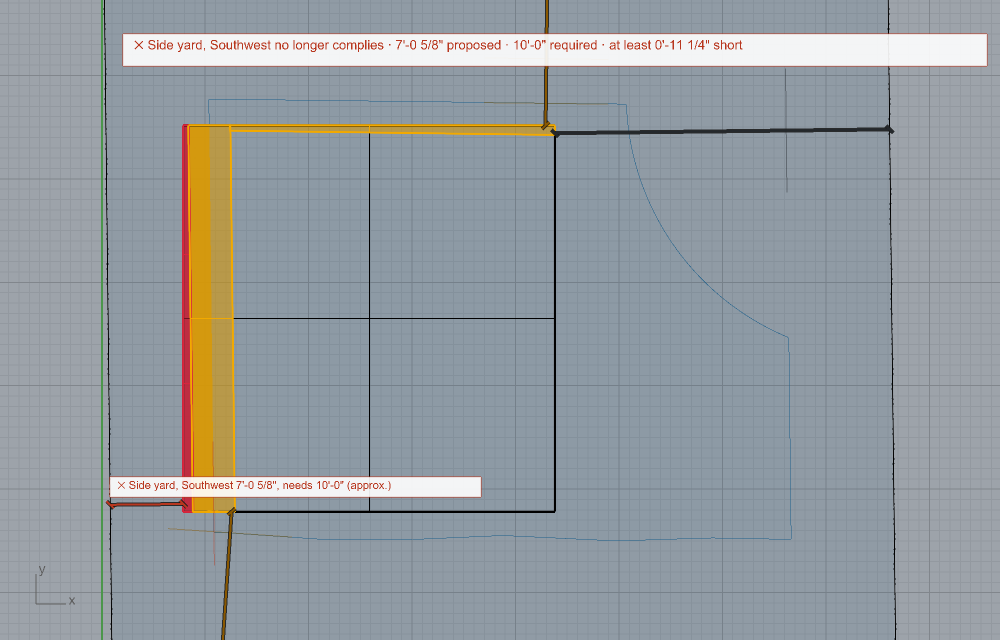 × Side yard, Southwest no longer complies · 7'-0 5/8" proposed · 10'-0" required · at least 0'-11 1/4" short
× Side yard, Southwest 7'-0 5/8", needs 10'-0" (approx.)
y
x